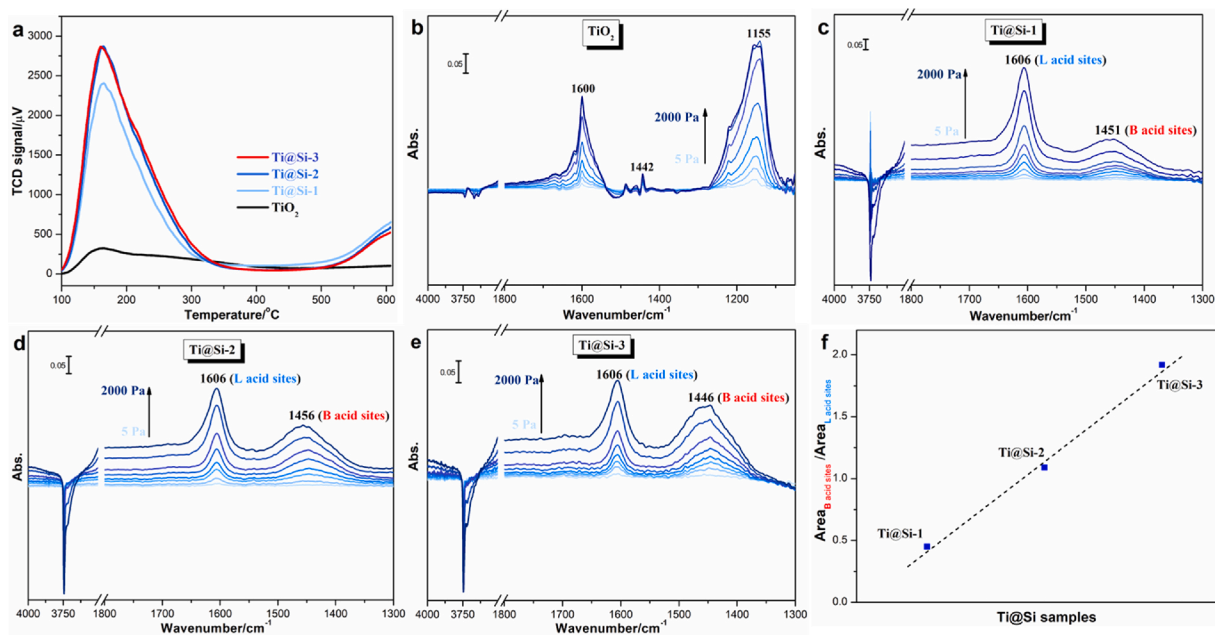 a
3000
2750
2500
2250
2000
1750
1500
1250
1000
750
500
250
0
TCD signal/μV
Ti@Si-3
Ti@Si-2
Ti@Si-1
TiO2
100
200
300
400
500
600
Temperature/°C
b
TiO2
0.05
1155
1600
2000 Pa
5 Pa
1442
Abs.
4000
3750
1800
1600
1400
1200
Wavenumber/cm-1
c
Ti@Si-1
0.05
1606 (L acid sites)
2000 Pa
5 Pa
1451 (B acid sites)
Abs.
4000
3750
1800
1700
1600
1500
1400
1300
Wavenumber/cm-1
d
Ti@Si-2
0.05
2000 Pa
1606 (L acid sites)
5 Pa
1456 (B acid sites)
Abs.
4000
3750
1800
1700
1600
1500
1400
1300
Wavenumber/cm-1
e
Ti@Si-3
0.05
2000 Pa
1606 (L acid sites)
5 Pa
1446 (B acid sites)
Abs.
4000
3750
1800
1700
1600
1500
1400
1300
Wavenumber/cm-1
f
2.0
1.5
1.0
0.5
0.0
AreaB acid sites /AreaL acid sites
Ti@Si-3
Ti@Si-2
Ti@Si-1
Ti@Si samples